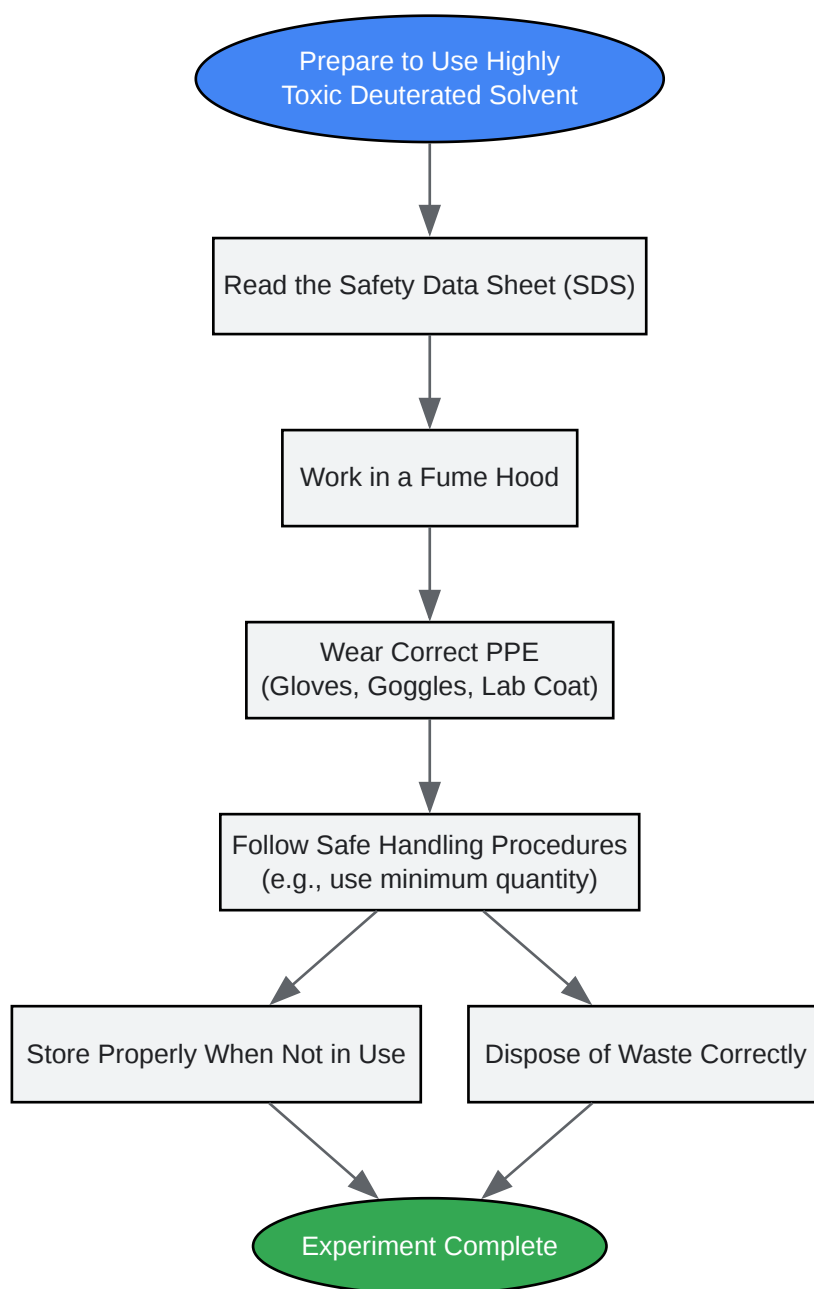 Prepare to Use Highly
Toxic Deuterated Solvent
Read the Safety Data Sheet (SDS)
Work in a Fume Hood
Wear Correct PPE
(Gloves, Goggles, Lab Coat)
Follow Safe Handling Procedures
(e.g., use minimum quantity)
Store Properly When Not in Use
Dispose of Waste Correctly
Experiment Complete